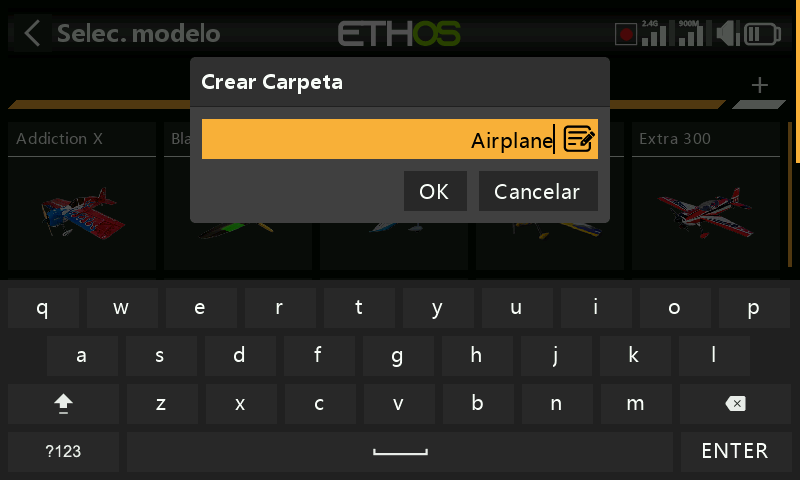 Selec. modelo
ETHOS
2.4G
900M
Crear Carpeta
+
Addiction X
Bla
Extra 300
Airplane
OK
Cancelar
q w e r t y u i o p
a s d f g h j k l
z x c v b n m
?123
ENTER